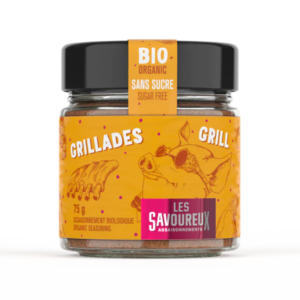 BIO
ORGANIC
SANS SUCRE
SUGAR FREE
GRILLADES
GRILL
75 g
ASSAISONNEMENT BIOLOGIQUE
ORGANIC SEASONING
LES
SAVOUREUX
ASSAISONNEMENTS